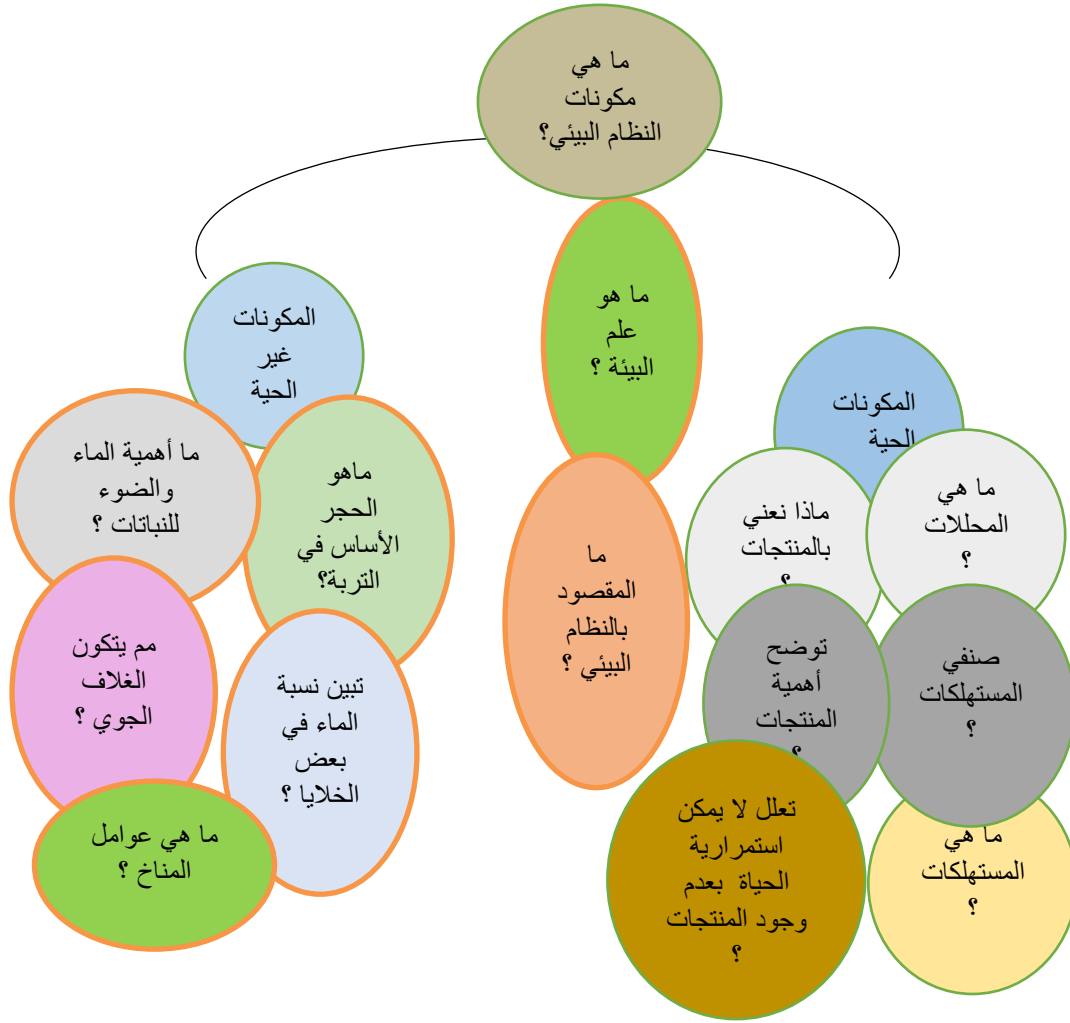 ما هي
مكونات
النظام البيئي؟
ما هو
علم
البيئة ؟
ما
المقصود
بالنظام
البيئي ؟
المكونات
الحية
ما هي
المحللات
؟
ماذا نعني
بالمنتجات
؟
صنفي
المستهلكات
؟
توضح
أهمية
المنتجات
؟
ما هي
المستهلكات
؟
تعلل لا يمكن
استمرارية
الحياة بعدم
وجود المنتجات
؟
المكونات
غير
الحية
ما أهمية الماء
والضوء
للنباتات ؟
ماهو
الحجر
الأساس في
التربة؟
مم يتكون
الغلاف
الجوي ؟
تبين نسبة
الماء في
بعض
الخلايا ؟
ما هي عوامل
المناخ ؟